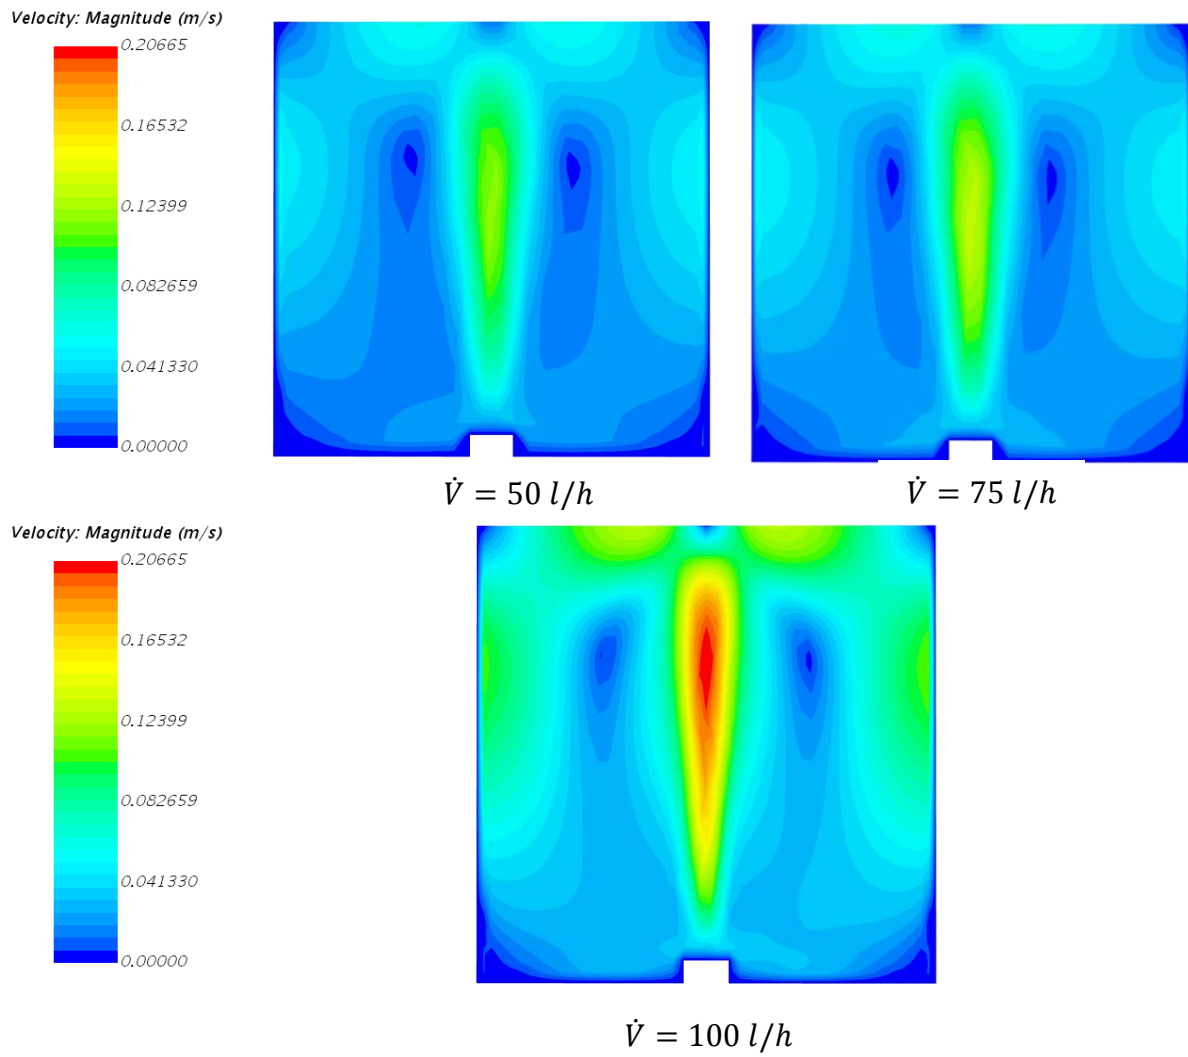 Velocity: Magnitude (m/s)
0.20665
0.16532
0.12399
0.082659
0.041330
0.00000
V̇ = 50 l/h
V̇ = 75 l/h
Velocity: Magnitude (m/s)
0.20665
0.16532
0.12399
0.082659
0.041330
0.00000
V̇ = 100 l/h